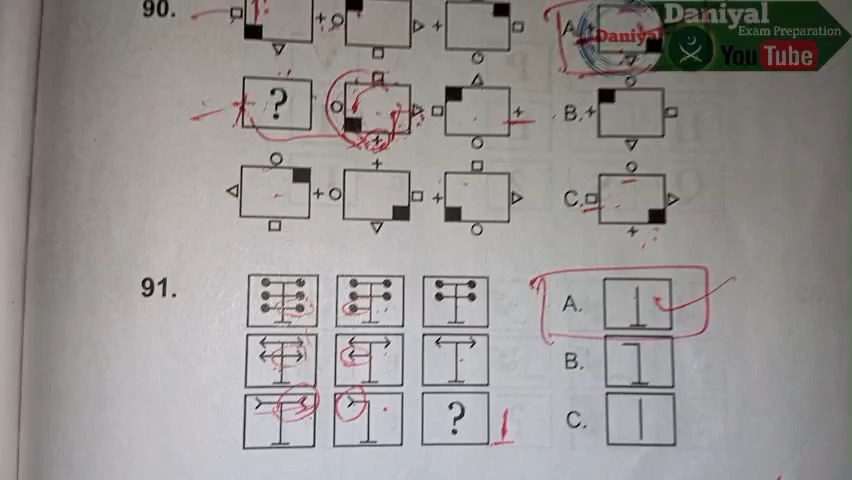 90.
A.
?
B.
C.
91.
A.
B.
?
C.
Daniyal
Exam Preparation
Daniyal
YouTube